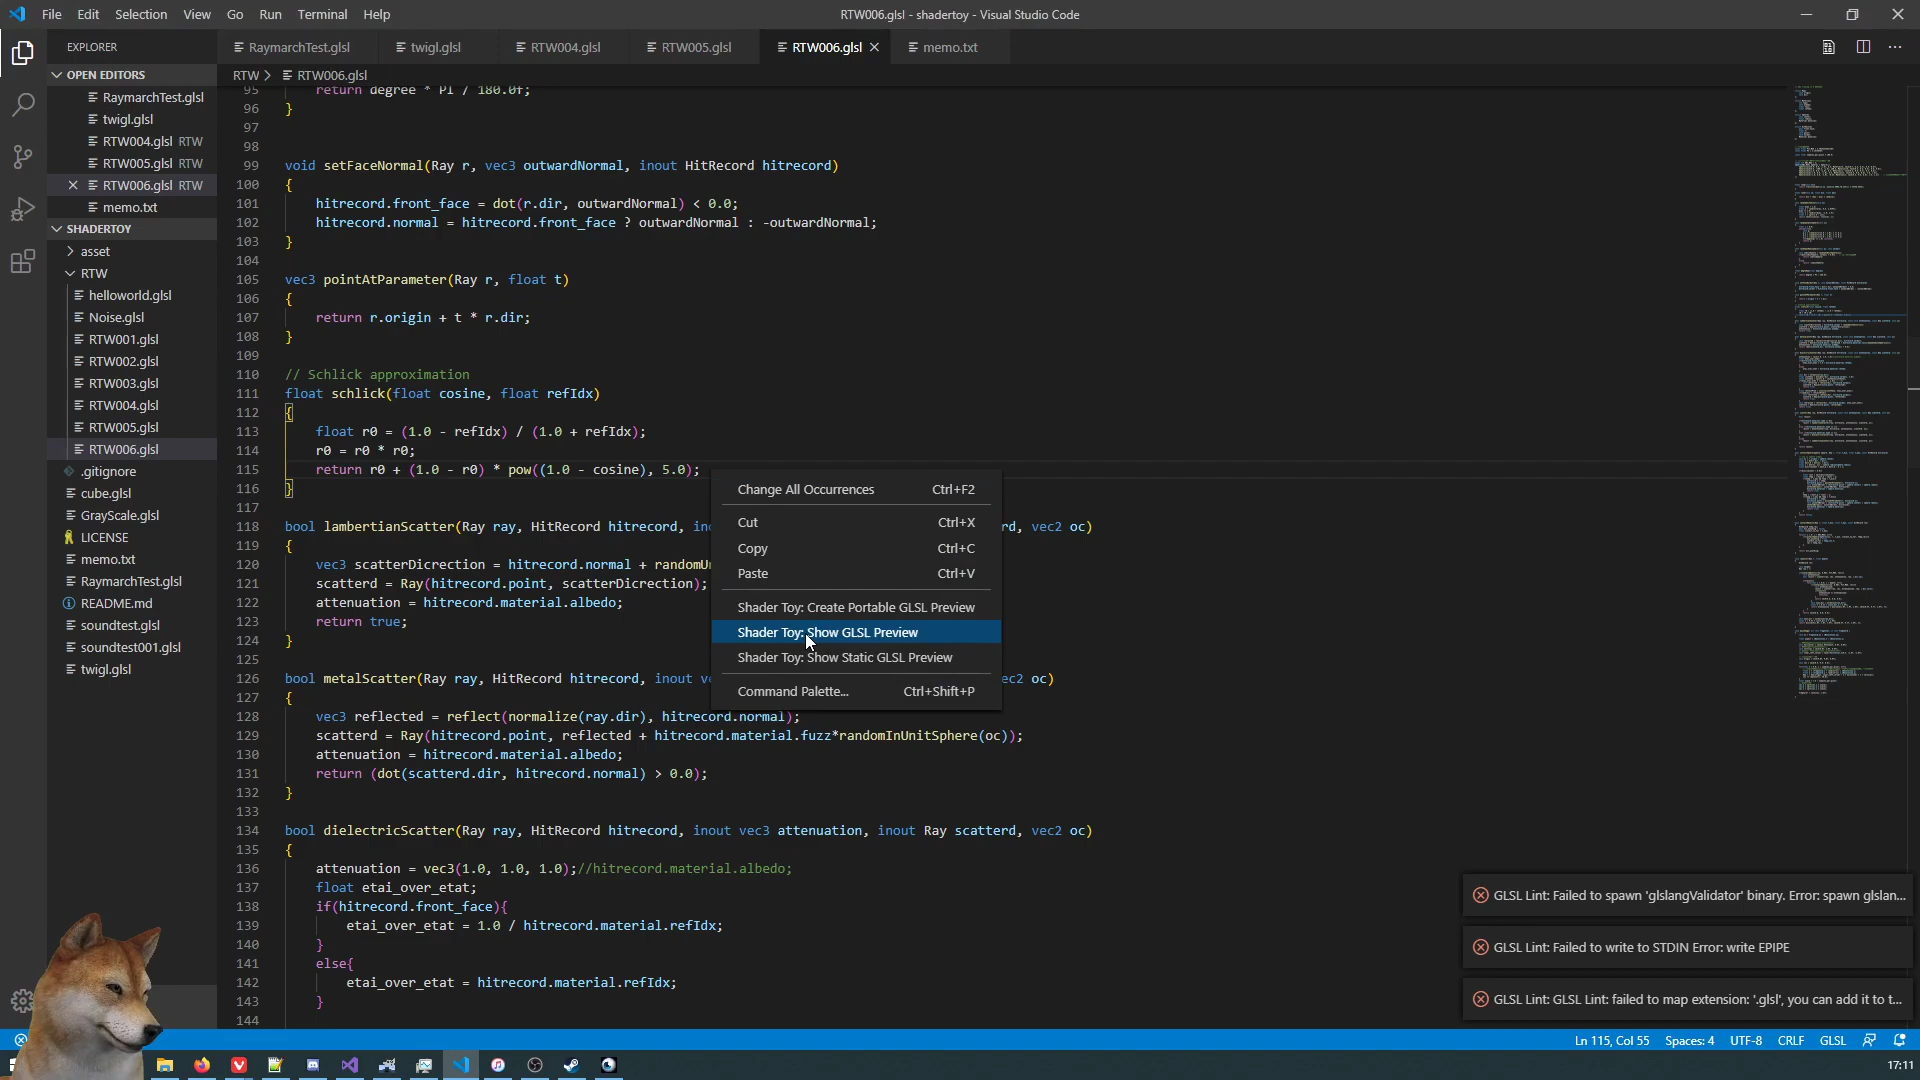 File Edit Selection View Go Run Terminal Help
RTW006.glsl - shadertoy - Visual Studio Code
EXPLORER
RaymarchTest.glsl twigl.glsl RTW004.glsl RTW005.glsl RTW006.glsl memo.txt
OPEN EDITORS
RaymarchTest.glsl
twigl.glsl
RTW004.glsl RTW
RTW005.glsl RTW
RTW006.glsl RTW
memo.txt
SHADERTOY
asset
RTW
helloworld.glsl
Noise.glsl
RTW001.glsl
RTW002.glsl
RTW003.glsl
RTW004.glsl
RTW005.glsl
RTW006.glsl
.gitignore
cube.glsl
GrayScale.glsl
LICENSE
memo.txt
RaymarchTest.glsl
README.md
soundtest.glsl
soundtest001.glsl
twigl.glsl
RTW > RTW006.glsl
95 return degree * PI / 180.0f;
96 }
97
98
99 void setFaceNormal(Ray r, vec3 outwardNormal, inout HitRecord hitrecord)
100 {
101 hitrecord.front_face = dot(r.dir, outwardNormal) < 0.0;
102 hitrecord.normal = hitrecord.front_face ? outwardNormal : -outwardNormal;
103 }
104
105 vec3 pointAtParameter(Ray r, float t)
106 {
107 return r.origin + t * r.dir;
108 }
109
110 // Schlick approximation
111 float schlick(float cosine, float refIdx)
112 {
113 float r0 = (1.0 - refIdx) / (1.0 + refIdx);
114 r0 = r0 * r0;
115 return r0 + (1.0 - r0) * pow((1.0 - cosine), 5.0);
116 }
117
118 bool lambertianScatter(Ray ray, HitRecord hitrecord, in rd, vec2 oc)
119 {
120 vec3 scatterDicrection = hitrecord.normal + random
121 scatterd = Ray(hitrecord.point, scatterDicrection);
122 attenuation = hitrecord.material.albedo;
123 return true;
124 }
125
126 bool metalScatter(Ray ray, HitRecord hitrecord, inout v ec2 oc)
127 {
128 vec3 reflected = reflect(normalize(ray.dir), hitrecord.normal);
129 scatterd = Ray(hitrecord.point, reflected + hitrecord.material.fuzz*randomInUnitSphere(oc));
130 attenuation = hitrecord.material.albedo;
131 return (dot(scatterd.dir, hitrecord.normal) > 0.0);
132 }
133
134 bool dielectricScatter(Ray ray, HitRecord hitrecord, inout vec3 attenuation, inout Ray scatterd, vec2 oc)
135 {
136 attenuation = vec3(1.0, 1.0, 1.0);//hitrecord.material.albedo;
137 float etai_over_etat;
138 if(hitrecord.front_face){
139 etai_over_etat = 1.0 / hitrecord.material.refIdx;
140 }
141 else{
142 etai_over_etat = hitrecord.material.refIdx;
143 }
144
Change All Occurrences Ctrl+F2
Cut Ctrl+X
Copy Ctrl+C
Paste Ctrl+V
Shader Toy: Create Portable GLSL Preview
Shader Toy: Show GLSL Preview
Shader Toy: Show Static GLSL Preview
Command Palette... Ctrl+Shift+P
GLSL Lint: Failed to spawn 'glslangValidator' binary. Error: spawn glslan...
GLSL Lint: Failed to write to STDIN Error: write EPIPE
GLSL Lint: GLSL Lint: failed to map extension: '.glsl', you can add it to t...
Ln 115, Col 55 Spaces: 4 UTF-8 CRLF GLSL
17:11